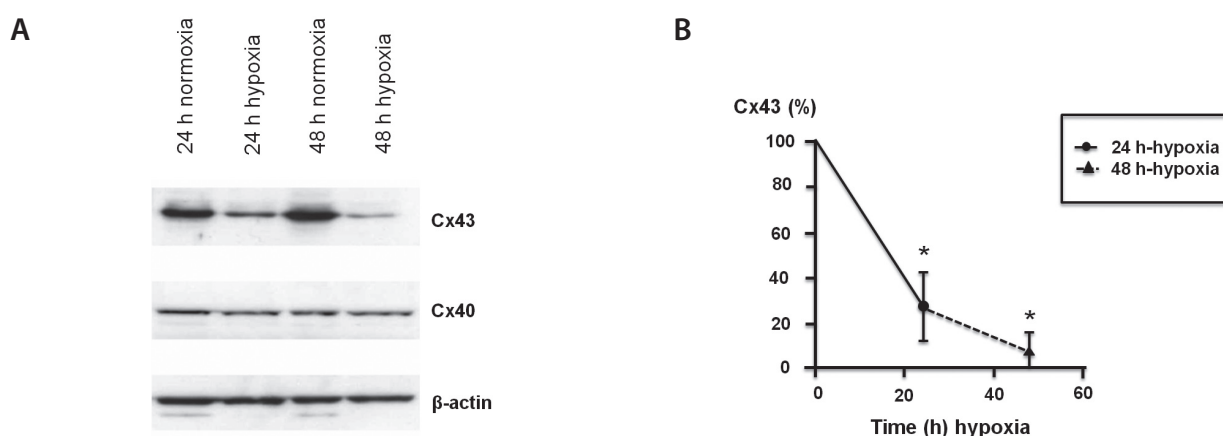 A
24 h normoxia
24 h hypoxia
48 h normoxia
48 h hypoxia
Cx43
Cx40
β-actin
B
Cx43 (%)
100
80
60
40
20
0
*
*
0
20
40
60
Time (h) hypoxia
24 h-hypoxia
48 h-hypoxia